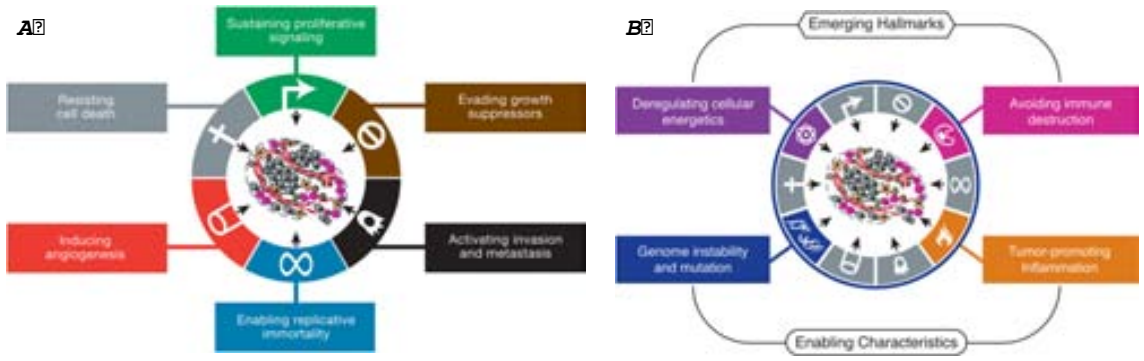 A
Sustaining proliferative
signaling
Resisting
cell death
Evading growth
suppressors
Inducing
angiogenesis
Activating invasion
and metastasis
Enabling replicative
immortality
B
Emerging Hallmarks
Deregulating cellular
energetics
Avoiding immune
destruction
Genome instability
and mutation
Tumor-promoting
Inflammation
Enabling Characteristics